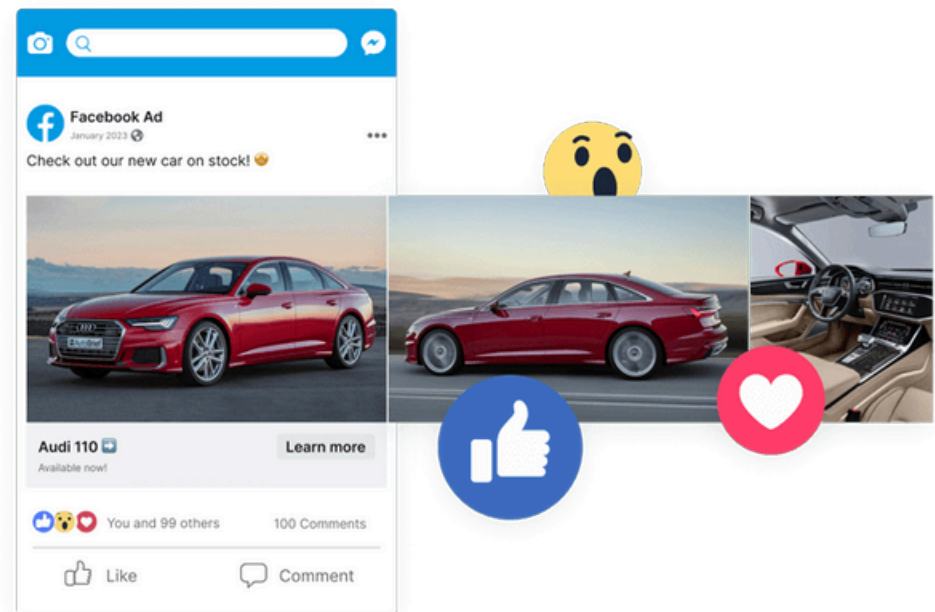 Facebook Ad
January 2023
Check out our new car on stock! 🤩
AutoBrief
Audi 110 ➡️
Learn more
Available now!
You and 99 others
100 Comments
Like
Comment